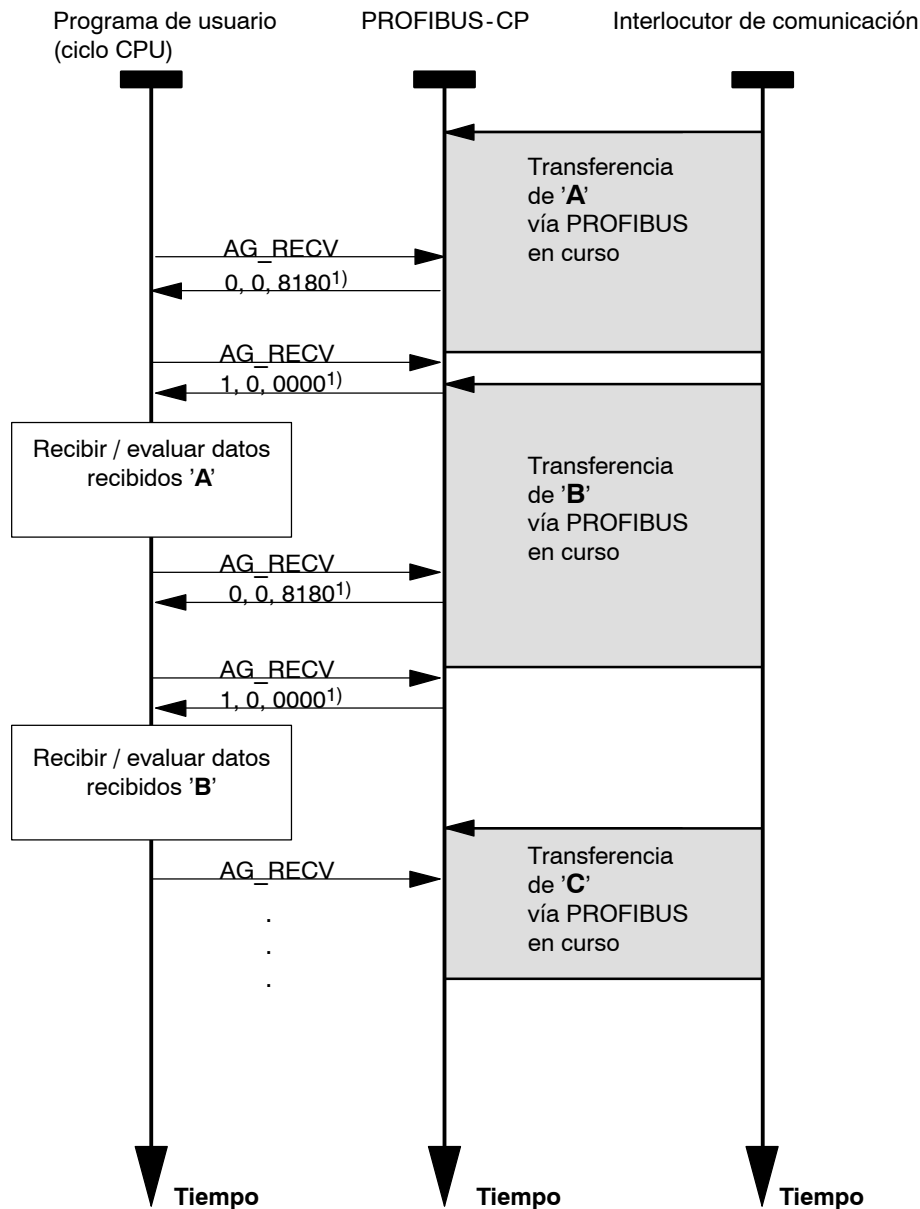 Programa de usuario
(ciclo CPU)
PROFIBUS-CP
Interlocutor de comunicación
Transferencia
de ’A’
vía PROFIBUS
en curso
AG_RECV
0, 0, 81801)
AG_RECV
1, 0, 00001)
Recibir / evaluar datos
recibidos ’A’
Transferencia
de ’B’
vía PROFIBUS
en curso
AG_RECV
0, 0, 81801)
AG_RECV
1, 0, 00001)
Recibir / evaluar datos
recibidos ’B’
Transferencia
de ’C’
vía PROFIBUS
en curso
AG_RECV
.
.
.
Tiempo
Tiempo
Tiempo